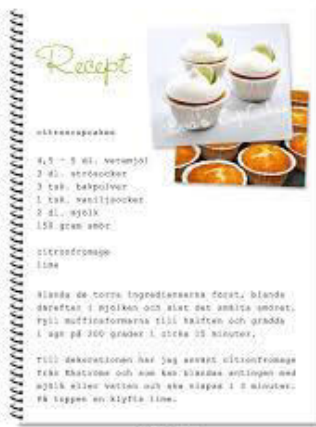 Recept
citroncupcakes
4,5 - 5 dl. vetemjöl
2 dl. strösocker
3 tsk. bakpulver
1 tsk. vaniljsocker
2 dl. mjölk
150 gram smör
citronfromage
lime
Blanda de torra ingredienserna först, blanda
därefter i mjölken och sist det smälta smöret.
Fyll muffinsformarna till hälften och grädda
i ugn på 200 grader i cirka 15 minuter.
Till dekorationen har jag använt citronfromage
från Ekströms och som kan blandas antingen med
mjölk eller vatten och ska vispas i 3 minuter.
På toppen en klyfta lime.